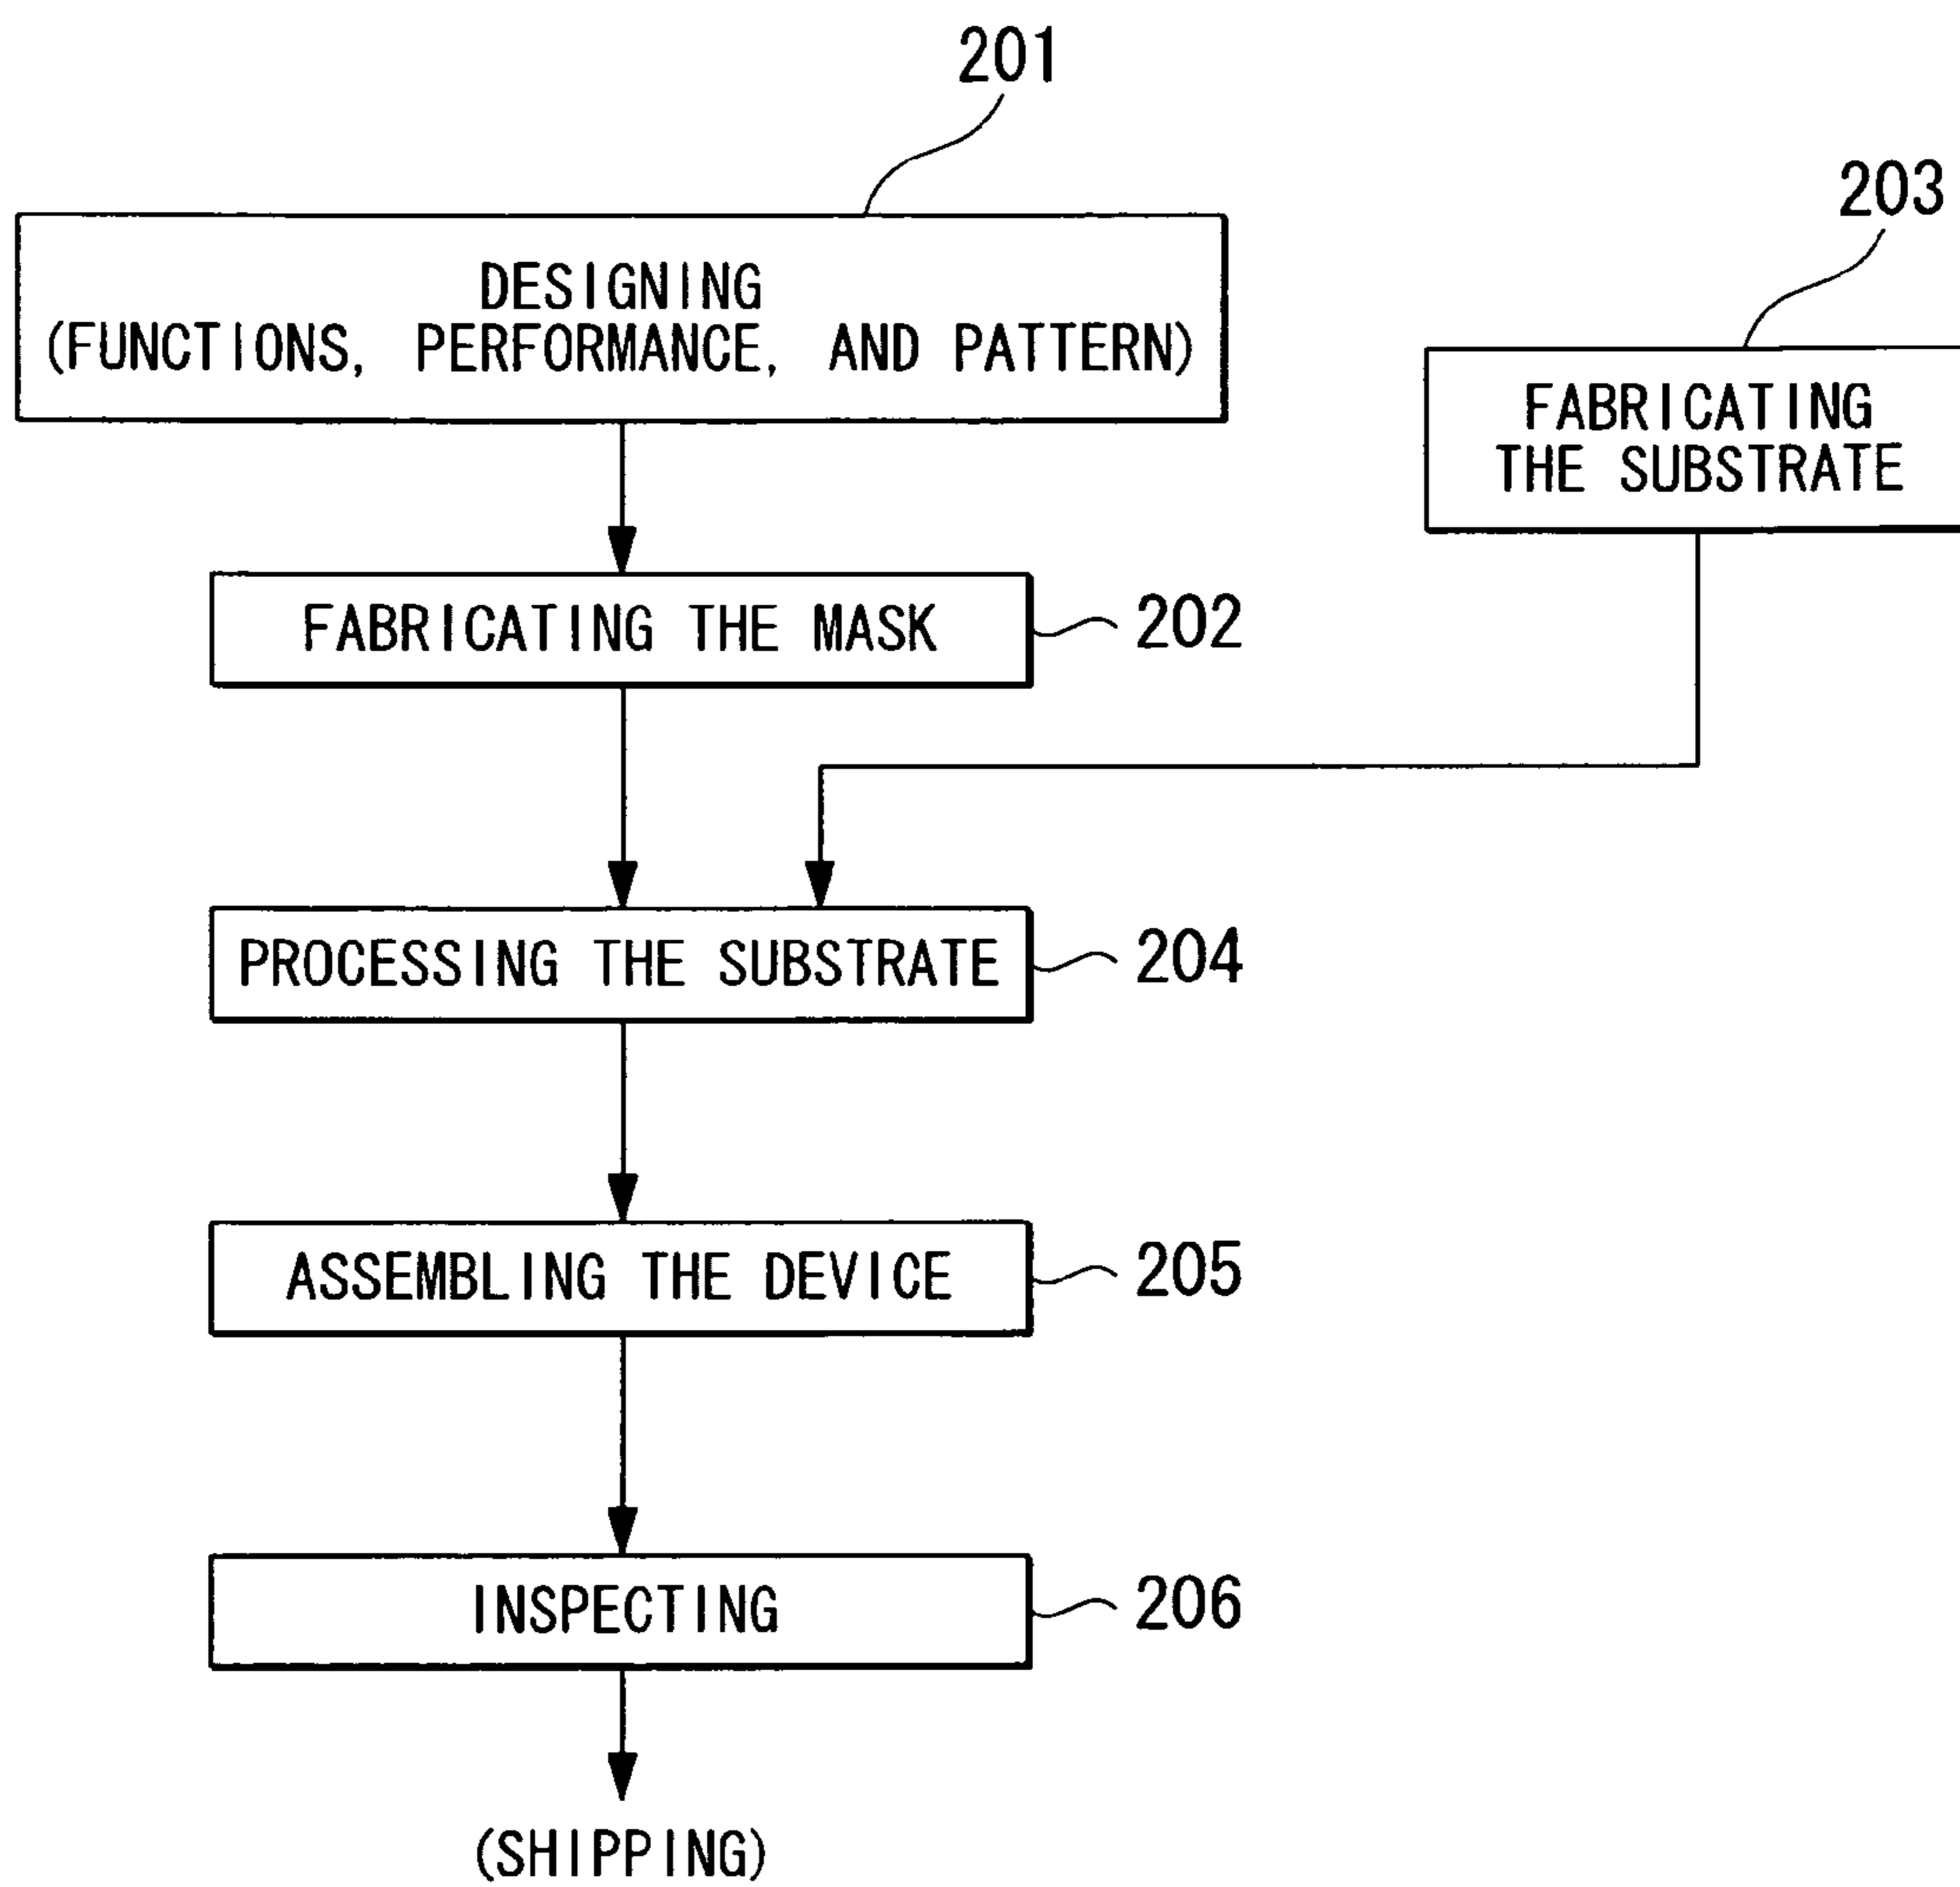 201
203
DESIGNING
(FUNCTIONS, PERFORMANCE, AND PATTERN)
FABRICATING
THE SUBSTRATE
FABRICATING THE MASK
202
PROCESSING THE SUBSTRATE
204
ASSEMBLING THE DEVICE
205
INSPECTING
206
(SHIPPING)